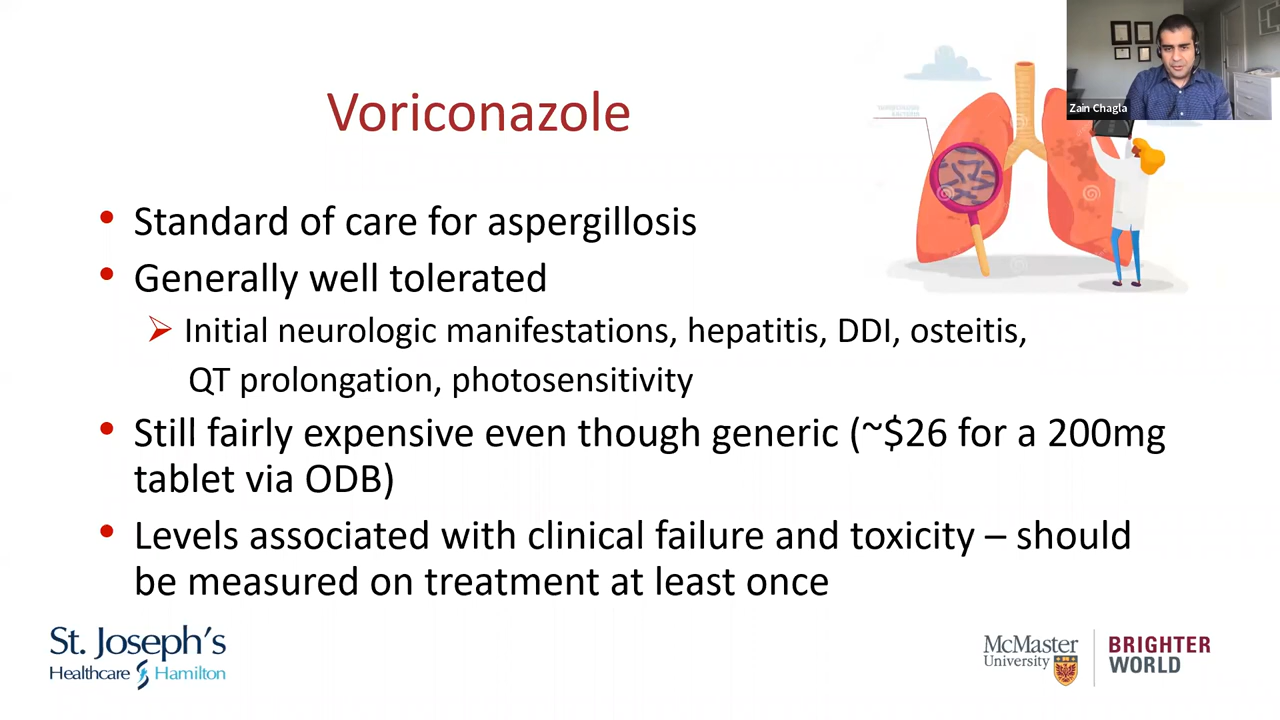 Zain Chagla
Voriconazole
• Standard of care for aspergillosis
• Generally well tolerated
➢ Initial neurologic manifestations, hepatitis, DDI, osteitis,
QT prolongation, photosensitivity
• Still fairly expensive even though generic (~$26 for a 200mg
tablet via ODB)
• Levels associated with clinical failure and toxicity – should
be measured on treatment at least once
St. Joseph's
Healthcare Hamilton
McMaster
University
BRIGHTER
WORLD